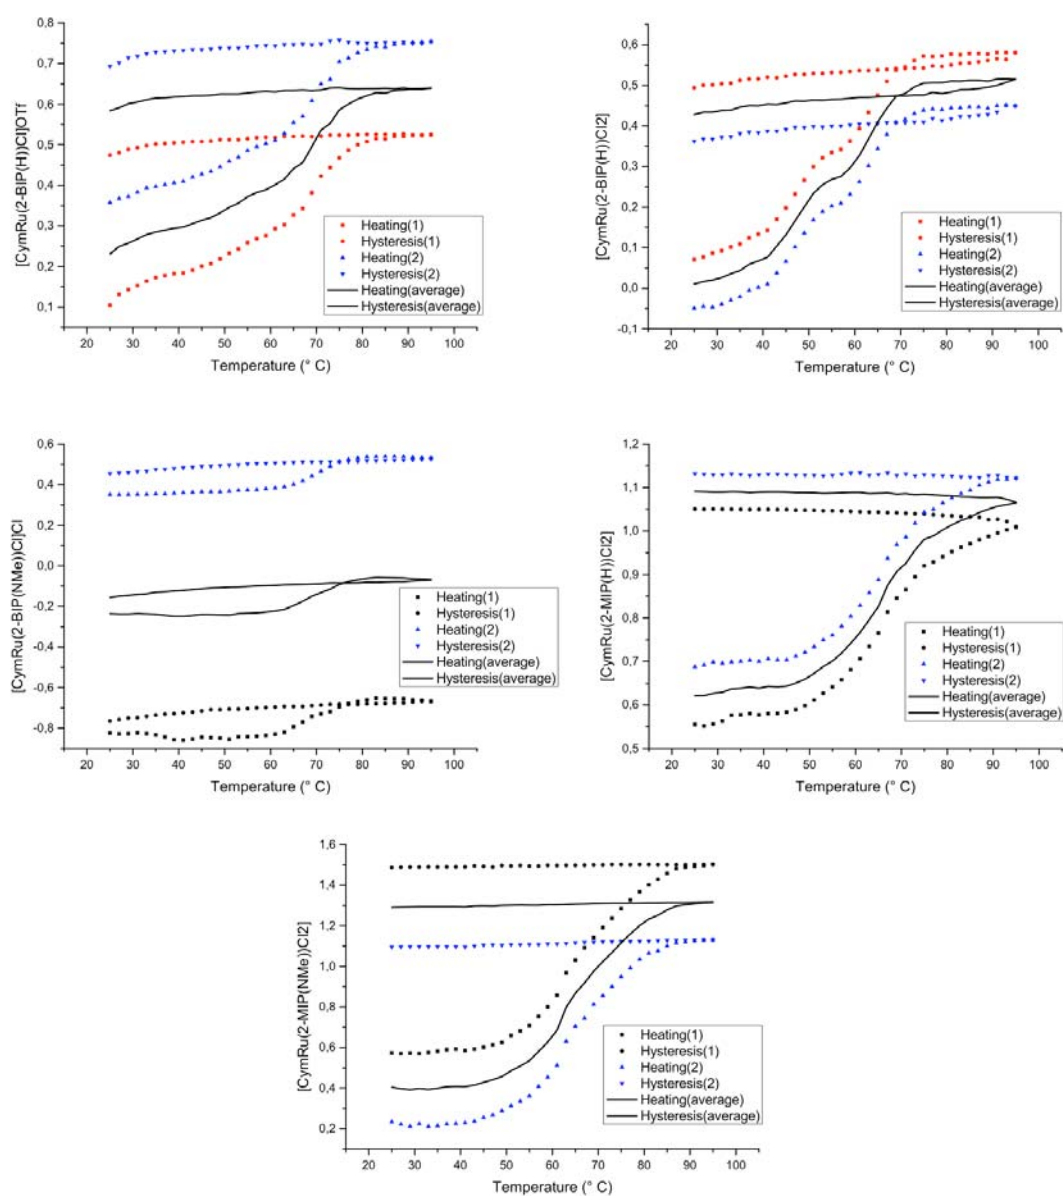 [CymRu(2-BIP(H))Cl]OTf
0,8
0,7
0,6
0,5
0,4
0,3
0,2
0,1
Heating(1)
Hysteresis(1)
Heating(2)
Hysteresis(2)
Heating(average)
Hysteresis(average)
20 30 40 50 60 70 80 90 100
Temperature (° C)
[CymRu(2-BIP(H))Cl2]
0,6
0,5
0,4
0,3
0,2
0,1
0,0
-0,1
Heating(1)
Hysteresis(1)
Heating(2)
Hysteresis(2)
Heating(average)
Hysteresis(average)
20 30 40 50 60 70 80 90 100
Temperature (° C)
[CymRu(2-BIP(NMe))Cl]Cl
0,6
0,4
0,2
0,0
-0,2
-0,4
-0,6
-0,8
Heating(1)
Hysteresis(1)
Heating(2)
Hysteresis(2)
Heating(average)
Hysteresis(average)
20 30 40 50 60 70 80 90 100
Temperature (° C)
[CymRu(2-MIP(H))Cl2]
1,2
1,1
1,0
0,9
0,8
0,7
0,6
0,5
Heating(1)
Hysteresis(1)
Heating(2)
Hysteresis(2)
Heating(average)
Hysteresis(average)
20 30 40 50 60 70 80 90 100
Temperature (° C)
[CymRu(2-MIP(NMe))Cl2]
1,6
1,4
1,2
1,0
0,8
0,6
0,4
0,2
Heating(1)
Hysteresis(1)
Heating(2)
Hysteresis(2)
Heating(average)
Hysteresis(average)
20 30 40 50 60 70 80 90 100
Temperature (° C)